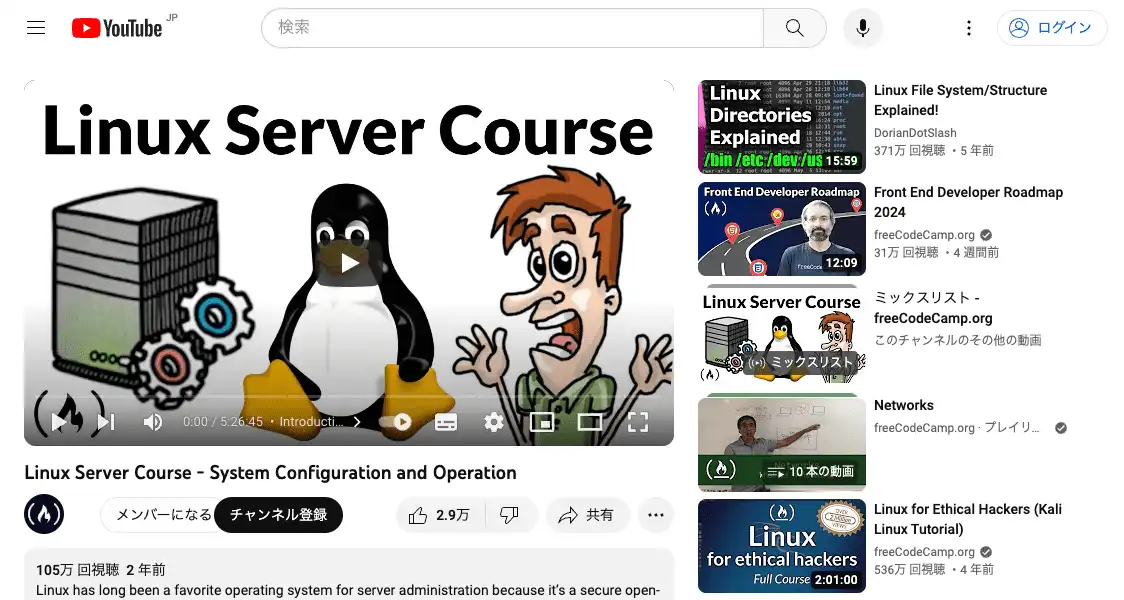 YouTube JP
検索
ログイン
Linux Server Course
0:00 / 5:26:45 ・ Introducti...
Linux Server Course - System Configuration and Operation
メンバーになる
チャンネル登録
2.9万
共有
105万 回視聴 2 年前
Linux has long been a favorite operating system for server administration because it's a secure open-
Linux
Directories
Explained
/bin /etc /dev /us
15:59
Linux File System/Structure
Explained!
DorianDotSlash
371万 回視聴 ・5 年前
Front End Developer Roadmap
freeCodeCamp
12:09
Front End Developer Roadmap
2024
freeCodeCamp.org
31万 回視聴 ・4 週間前
Linux Server Course
ミックスリスト
ミックスリスト -
freeCodeCamp.org
このチャンネルのその他の動画
10 本の動画
Networks
freeCodeCamp.org · プレイリ...
Linux
for ethical hackers
Full Course
OVER
2 Million
VIEWS
2:01:00
Linux for Ethical Hackers (Kali
Linux Tutorial)
freeCodeCamp.org
536万 回視聴 ・4 年前